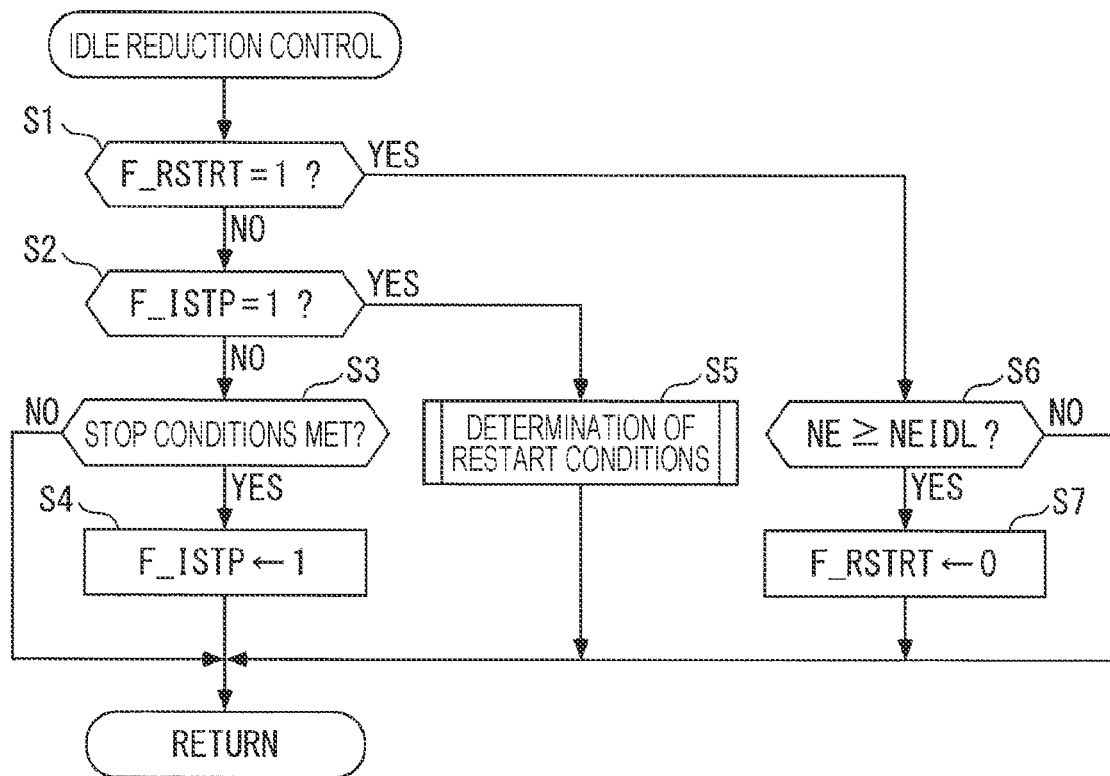 IDLE REDUCTION CONTROL
S1
F_RSTRT=1 ?
YES
NO
S2
F_ISTP=1 ?
YES
NO
S3
NO
STOP CONDITIONS MET?
YES
S5
DETERMINATION OF
RESTART CONDITIONS
S6
NE ≥ NEIDL ?
NO
YES
S4
F_ISTP ← 1
S7
F_RSTRT ← 0
RETURN